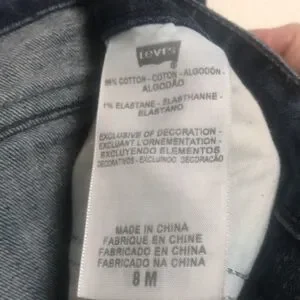 Levi's
99% COTTON - COTON - ALGODÓN -
ALGODÃO
1% ELASTANE - ELASTHANNE -
ELASTANO
EXCLUSIVE OF DECORATION -
EXCLUANT L'ORNEMENTATION -
EXCLUYENDO ELEMENTOS
DECORATIVOS - EXCLUINDO DECORAÇÃO
MADE IN CHINA
FABRIQUE EN CHINE
FABRICADO EN CHINA
FABRICADO NA CHINA
8 M